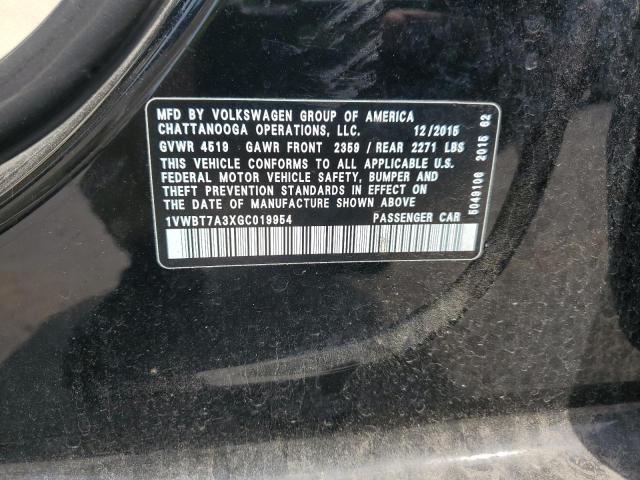 MFD BY VOLKSWAGEN GROUP OF AMERICA
CHATTANOOGA OPERATIONS, LLC. 12/2015
GVWR 4519 GAWR FRONT 2359 / REAR 2271 LBS
THIS VEHICLE CONFORMS TO ALL APPLICABLE U.S.
FEDERAL MOTOR VEHICLE SAFETY, BUMPER AND
THEFT PREVENTION STANDARDS IN EFFECT ON
THE DATE OF MANUFACTURE SHOWN ABOVE
1VWBT7A3XGC019954 PASSENGER CAR
5049106 2015 62